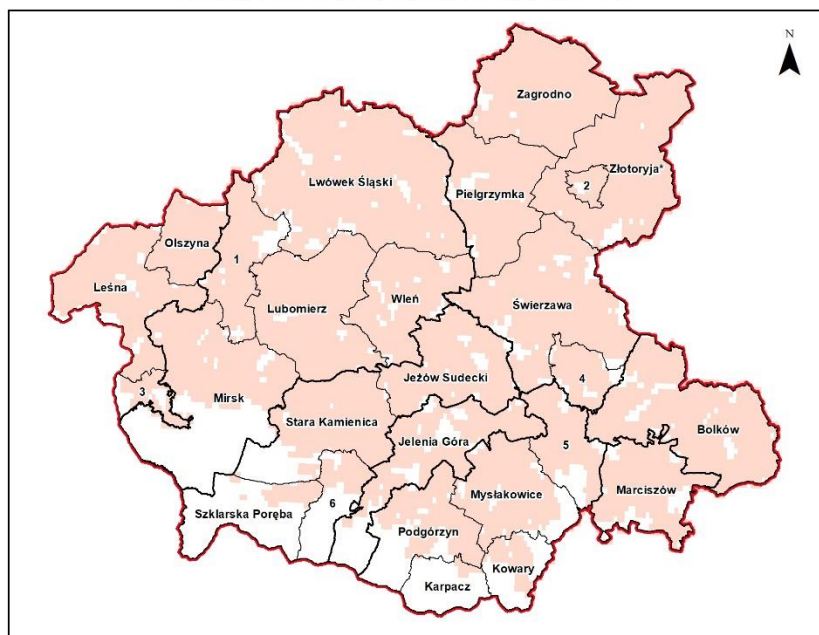 N
Zagrodno
Złotoryja*
2
Pielgrzymka
Lwówek Śląski
Olszyna
1
Leśna
Lubomierz
Wleń
Świerzawa
3
Mirsk
Jeżów Sudecki
4
Stara Kamienica
Jelenia Góra
5
Bolków
Mysłakowice
Marciszów
Szklarska Poręba
6
Podgórzyn
Kowary
Karpacz